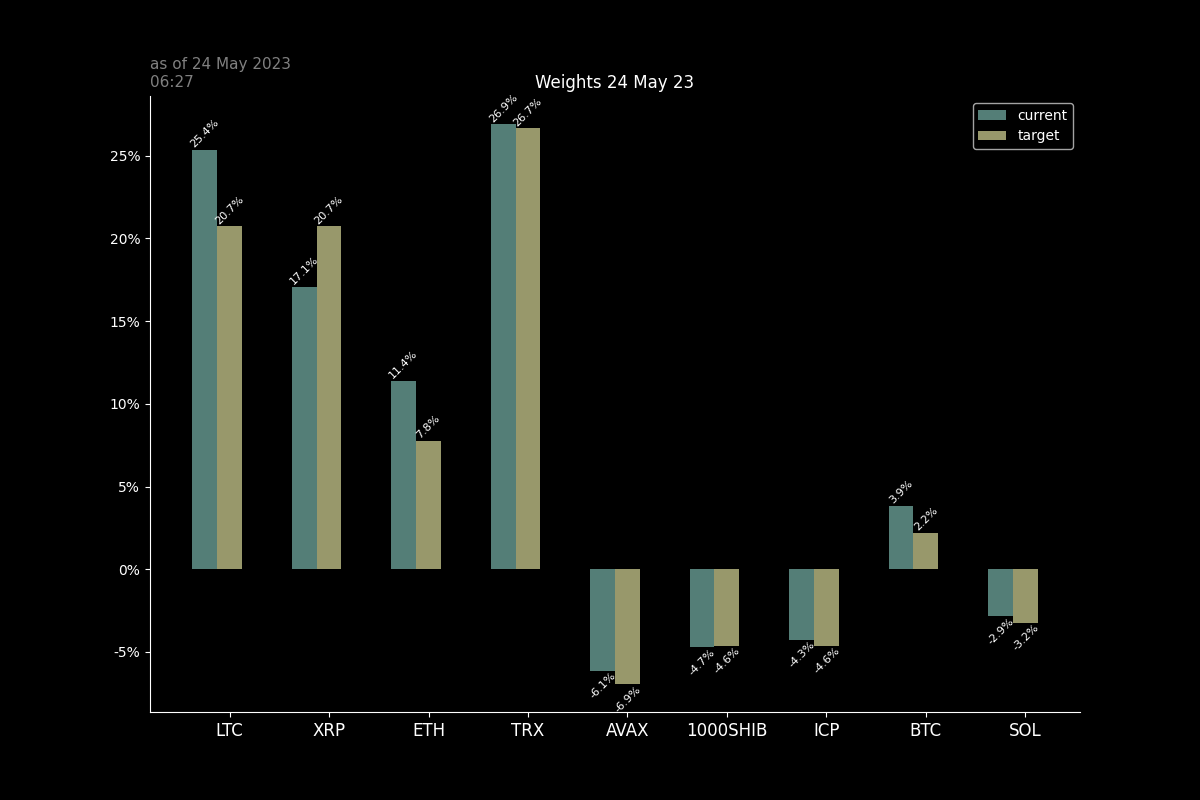 as of 24 May 2023
06:27
Weights 24 May 23
current
target
25%
20%
15%
10%
5%
0%
-5%
25.4%
20.7%
17.1%
20.7%
11.4%
7.8%
26.9%
26.7%
-6.1%
-6.9%
-4.7%
-4.6%
-4.3%
-4.6%
3.9%
2.2%
-2.9%
-3.2%
LTC
XRP
ETH
TRX
AVAX
1000SHIB
ICP
BTC
SOL